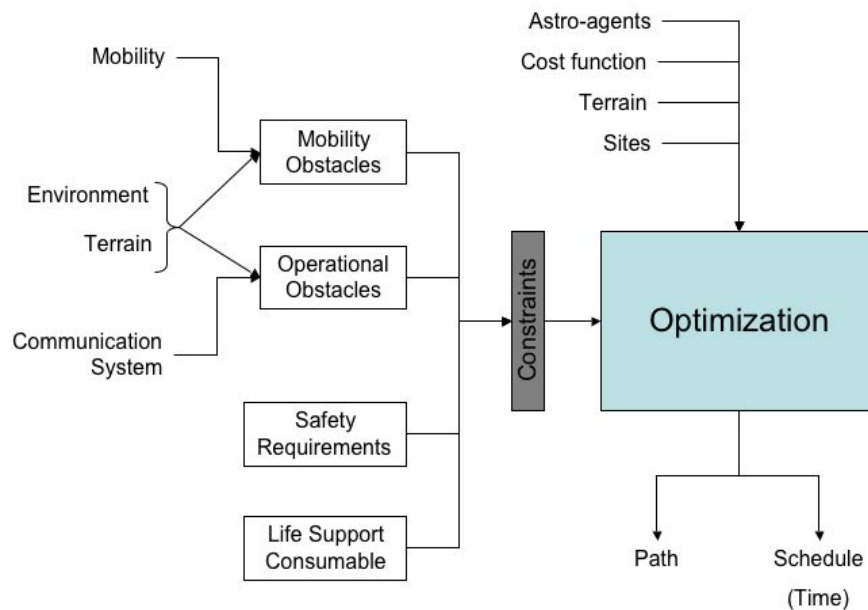 Astro-agents
Cost function
Terrain
Sites
Mobility
Mobility
Obstacles
Environment
Terrain
Operational
Obstacles
Communication
System
Safety
Requirements
Life Support
Consumable
Constraints
Optimization
Path
Schedule
(Time)